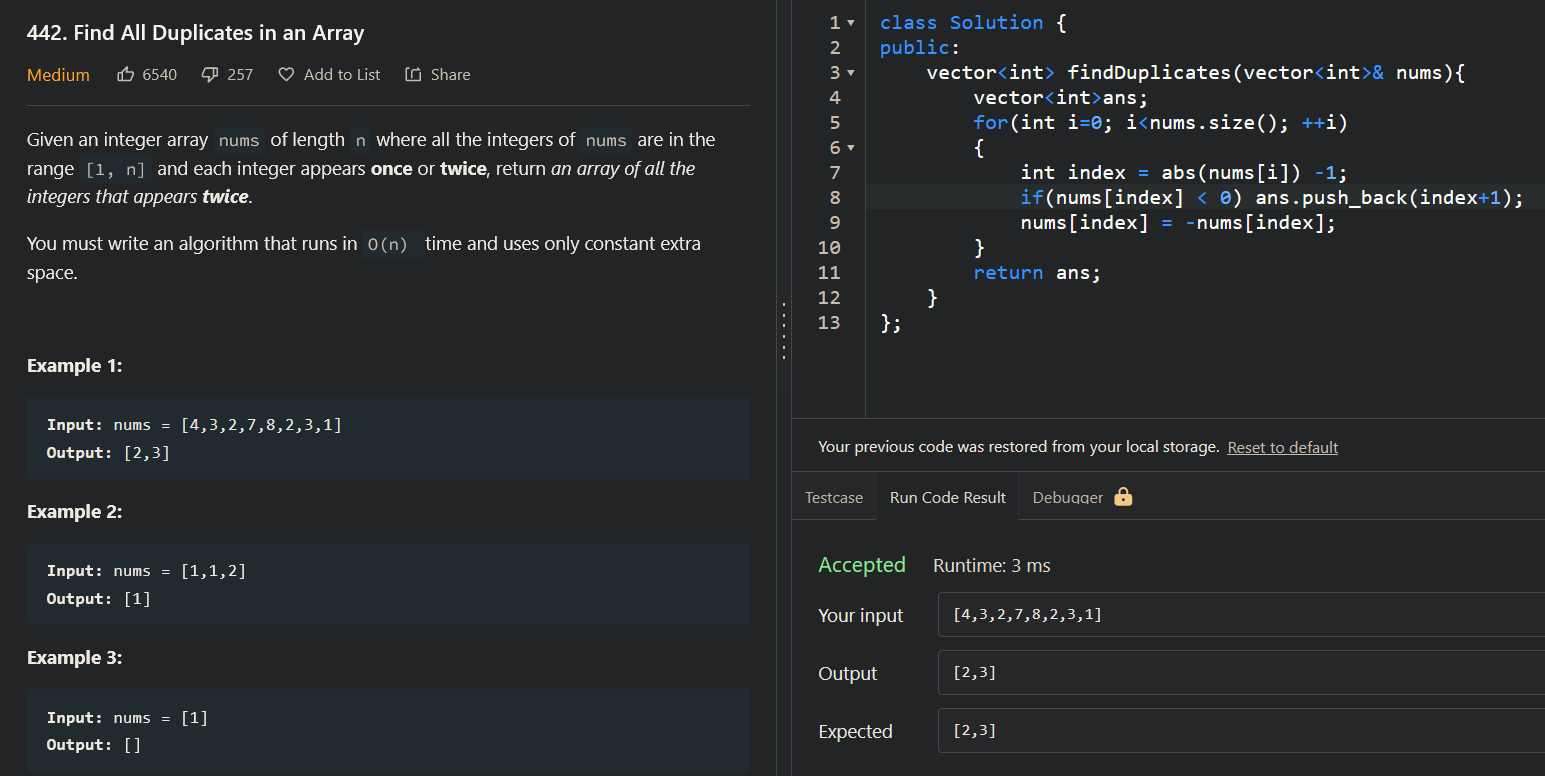 442. Find All Duplicates in an Array
Medium 6540 257 Add to List Share
Given an integer array nums of length n where all the integers of nums are in the
range [1, n] and each integer appears once or twice, return an array of all the
integers that appears twice.
You must write an algorithm that runs in O(n) time and uses only constant extra
space.
Example 1:
Input: nums = [4,3,2,7,8,2,3,1]
Output: [2,3]
Example 2:
Input: nums = [1,1,2]
Output: [1]
Example 3:
Input: nums = [1]
Output: []
1 class Solution {
2 public:
3 vector<int> findDuplicates(vector<int>& nums){
4 vector<int>ans;
5 for(int i=0; i<nums.size(); ++i)
6 {
7 int index = abs(nums[i]) -1;
8 if(nums[index] < 0) ans.push_back(index+1);
9 nums[index] = -nums[index];
10 }
11 return ans;
12 }
13 };
Your previous code was restored from your local storage. Reset to default
Testcase Run Code Result Debugger
Accepted Runtime: 3 ms
Your input [4,3,2,7,8,2,3,1]
Output [2,3]
Expected [2,3]